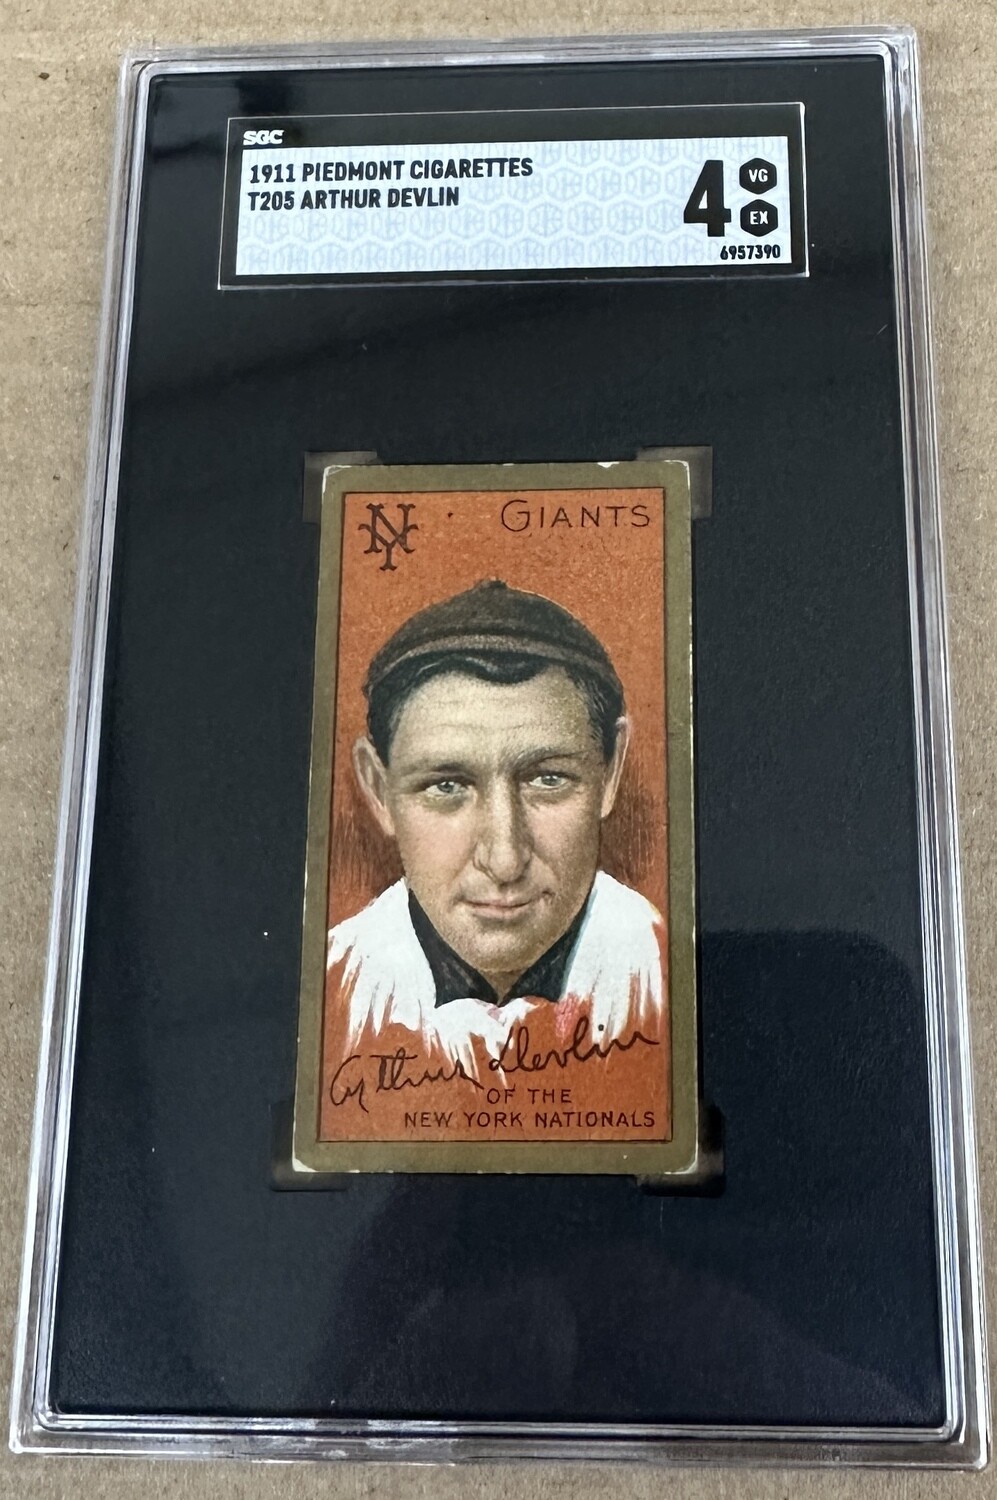 SGC
1911 PIEDMONT CIGARETTES
T205 ARTHUR DEVLIN
4 VG
EX
6957390
NY GIANTS
Arthur Devlin
OF THE
NEW YORK NATIONALS